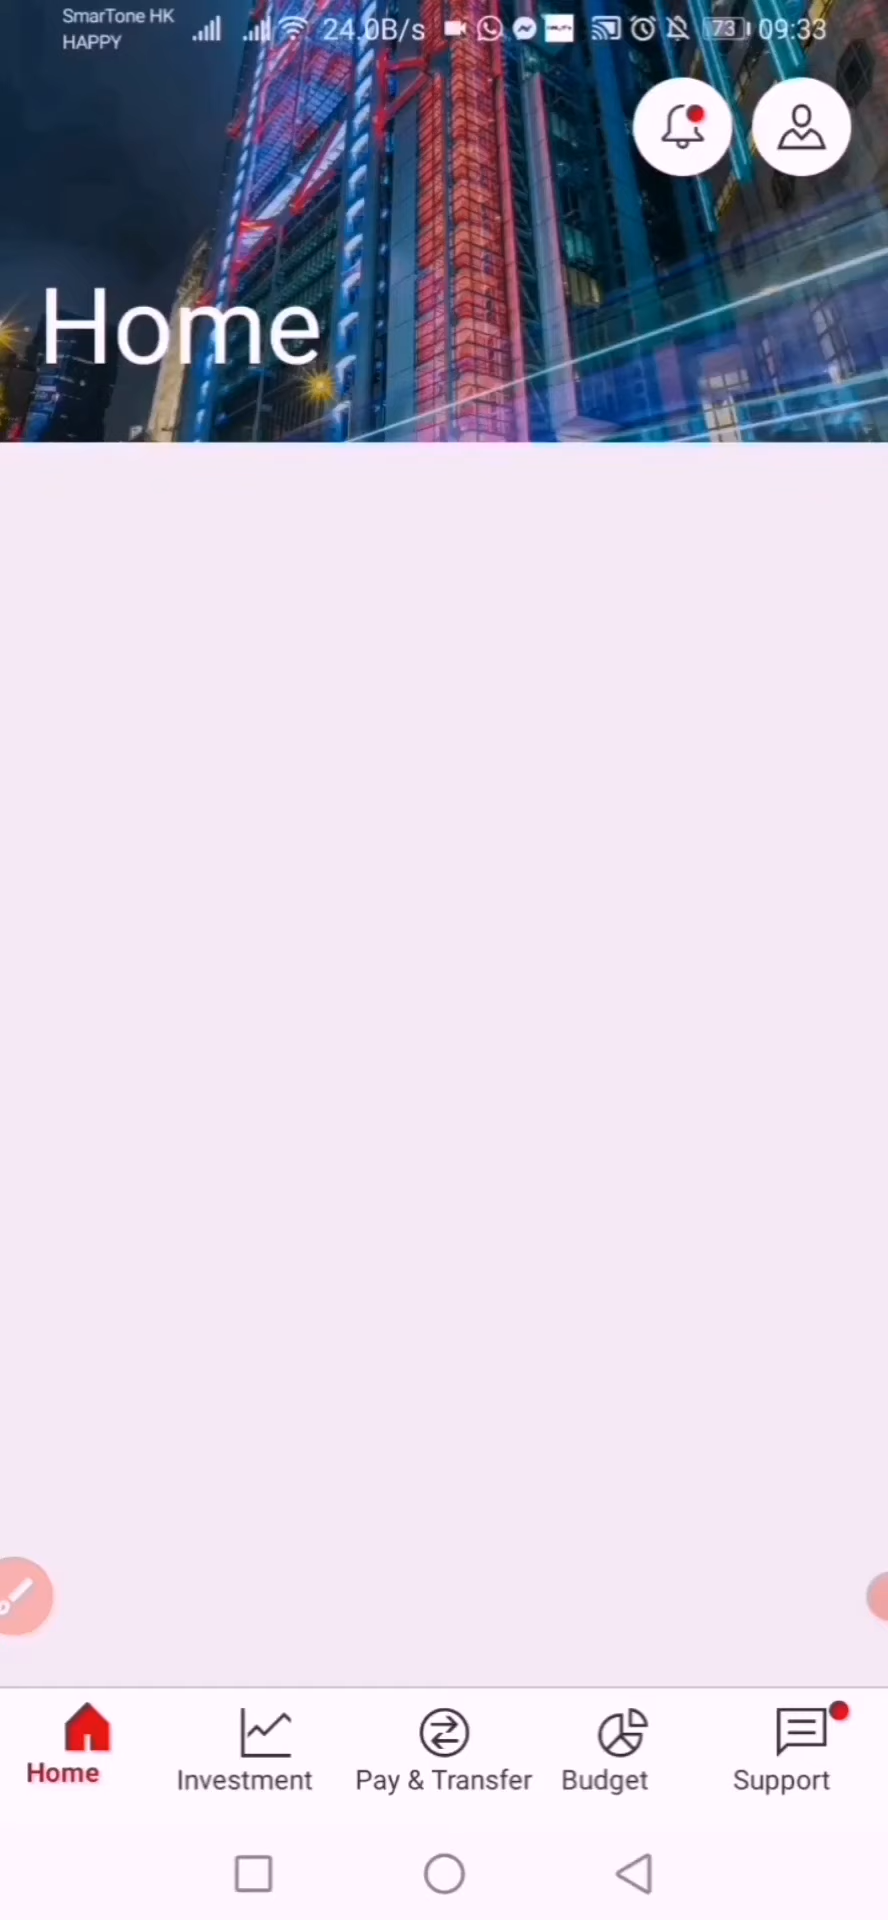 SmarTone HK
HAPPY
24.0B/s
73
09:33
Home
Home
Investment
Pay & Transfer
Budget
Support